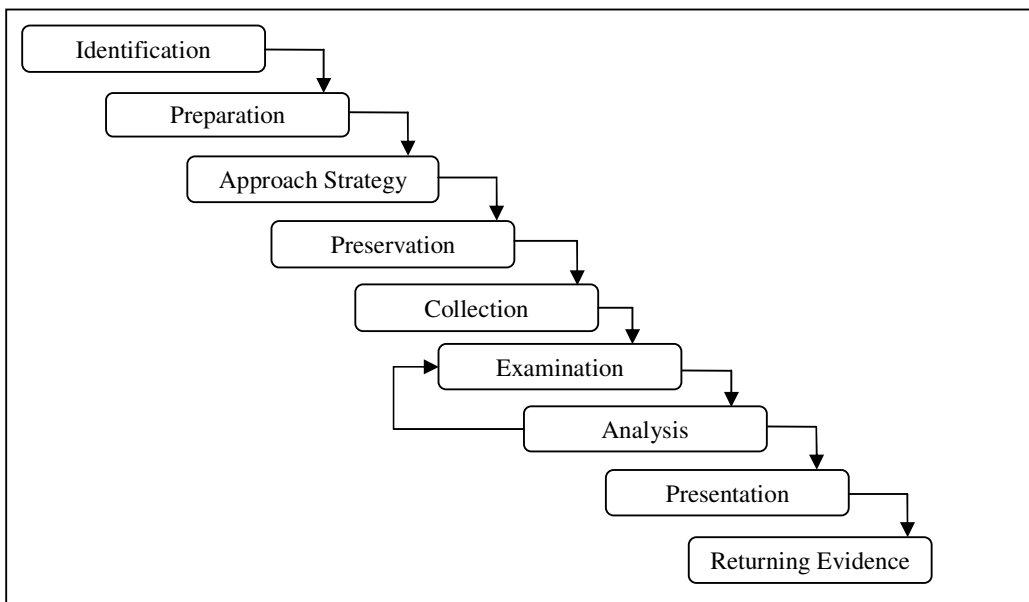 Identification
Preparation
Approach Strategy
Preservation
Collection
Examination
Analysis
Presentation
Returning Evidence